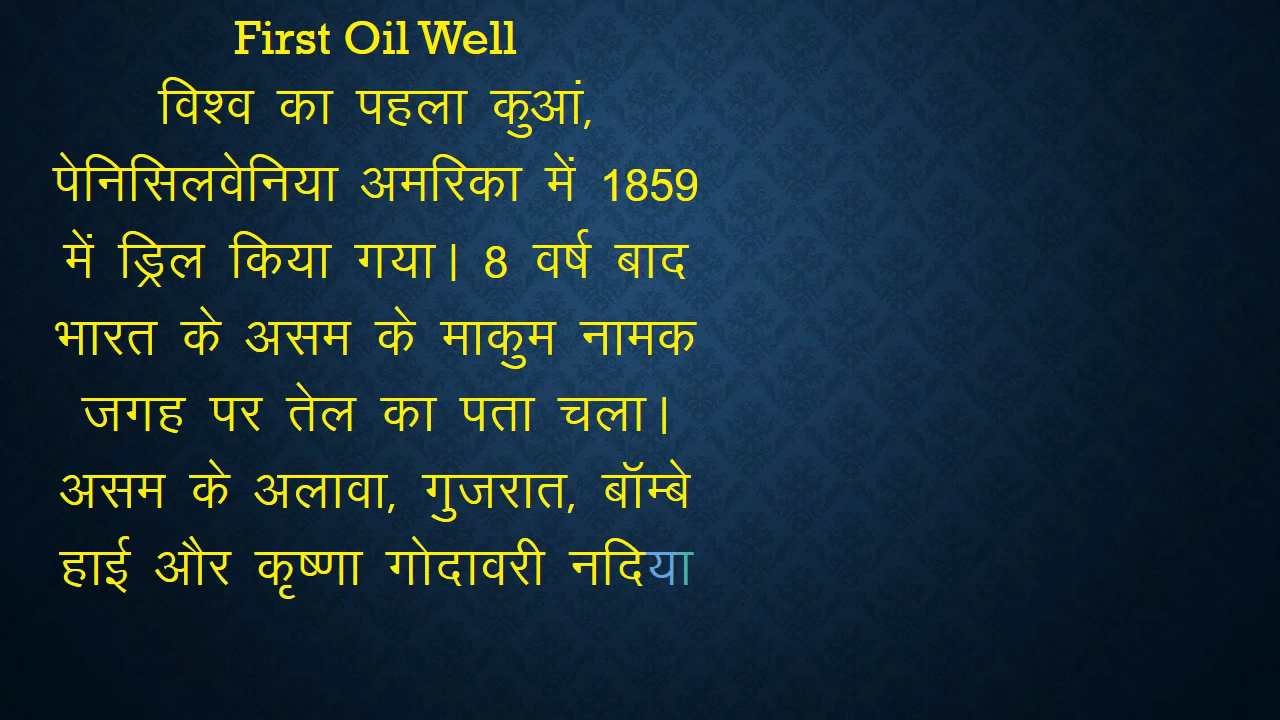 First Oil Well
विश्व का पहला कुआं,
पेनिसिलवेनिया अमरिका में 1859
में ड्रिल किया गया। 8 वर्ष बाद
भारत के असम के माकुम नामक
जगह पर तेल का पता चला।
असम के अलावा, गुजरात, बॉम्बे
हाई और कृष्णा गोदावरी नदिया